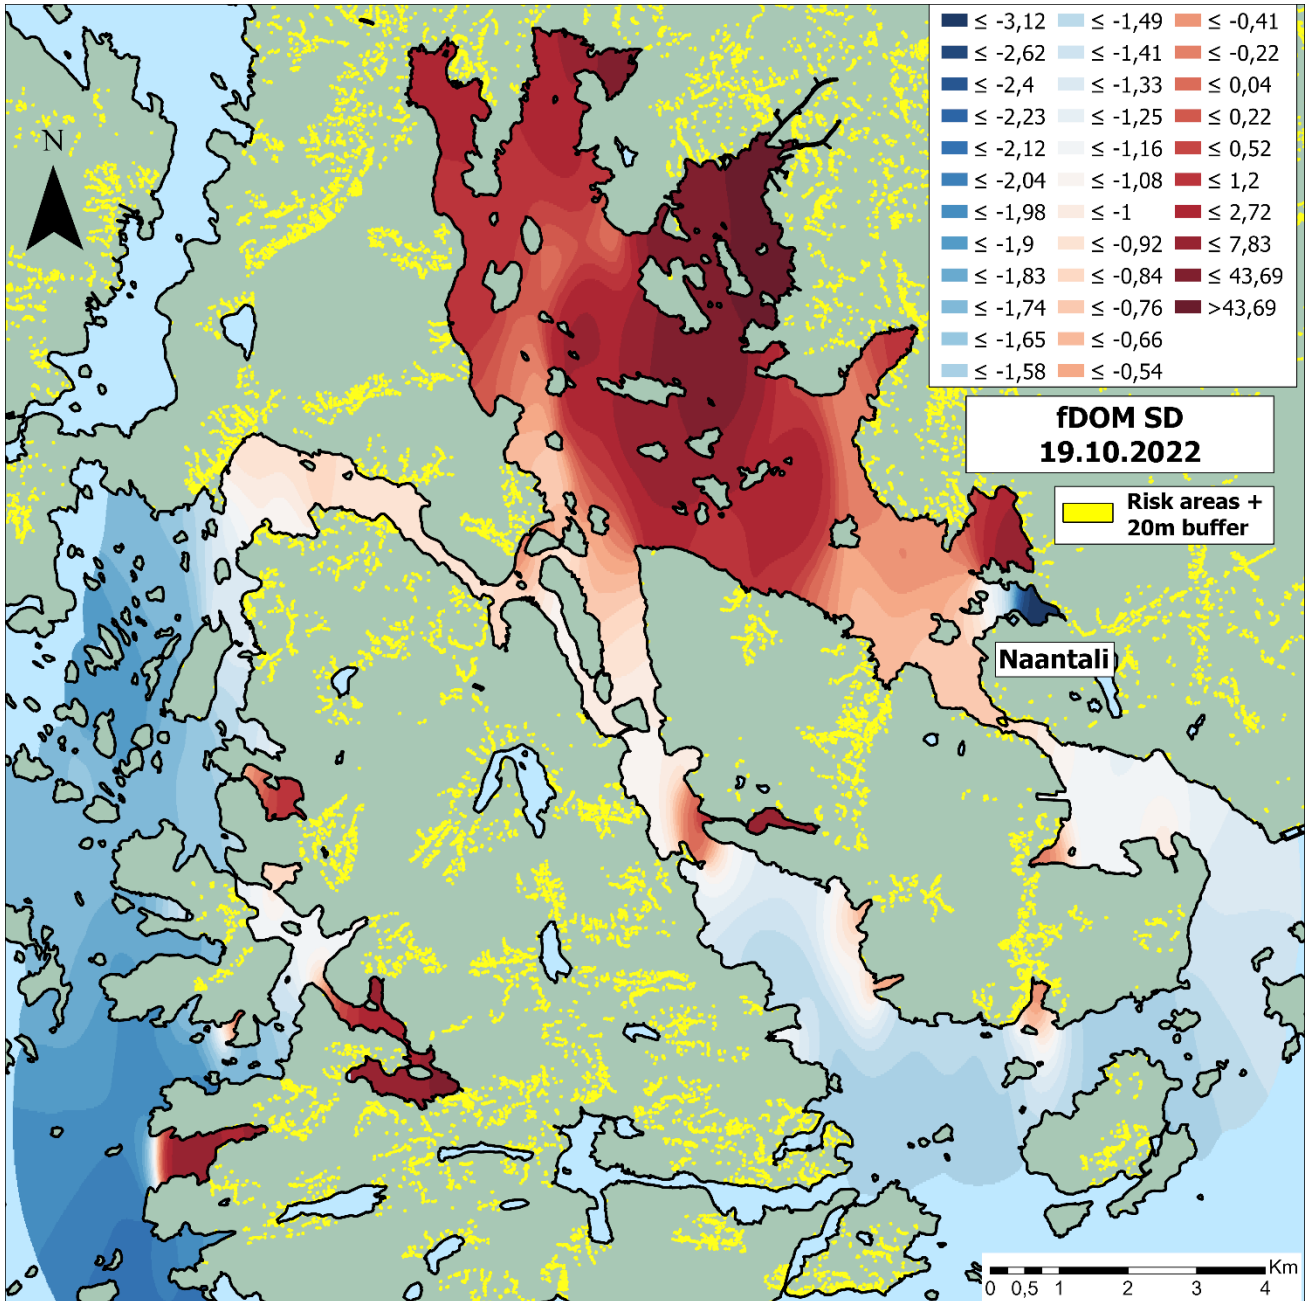 ≤ -3,12 ≤ -1,49 ≤ -0,41
≤ -2,62 ≤ -1,41 ≤ -0,22
≤ -2,4 ≤ -1,33 ≤ 0,04
≤ -2,23 ≤ -1,25 ≤ 0,22
≤ -2,12 ≤ -1,16 ≤ 0,52
≤ -2,04 ≤ -1,08 ≤ 1,2
≤ -1,98 ≤ -1 ≤ 2,72
≤ -1,9 ≤ -0,92 ≤ 7,83
≤ -1,83 ≤ -0,84 ≤ 43,69
≤ -1,74 ≤ -0,76 >43,69
≤ -1,65 ≤ -0,66
≤ -1,58 ≤ -0,54
N
fDOM SD
19.10.2022
Risk areas +
20m buffer
Naantali
Km
0 0,5 1 2 3 4